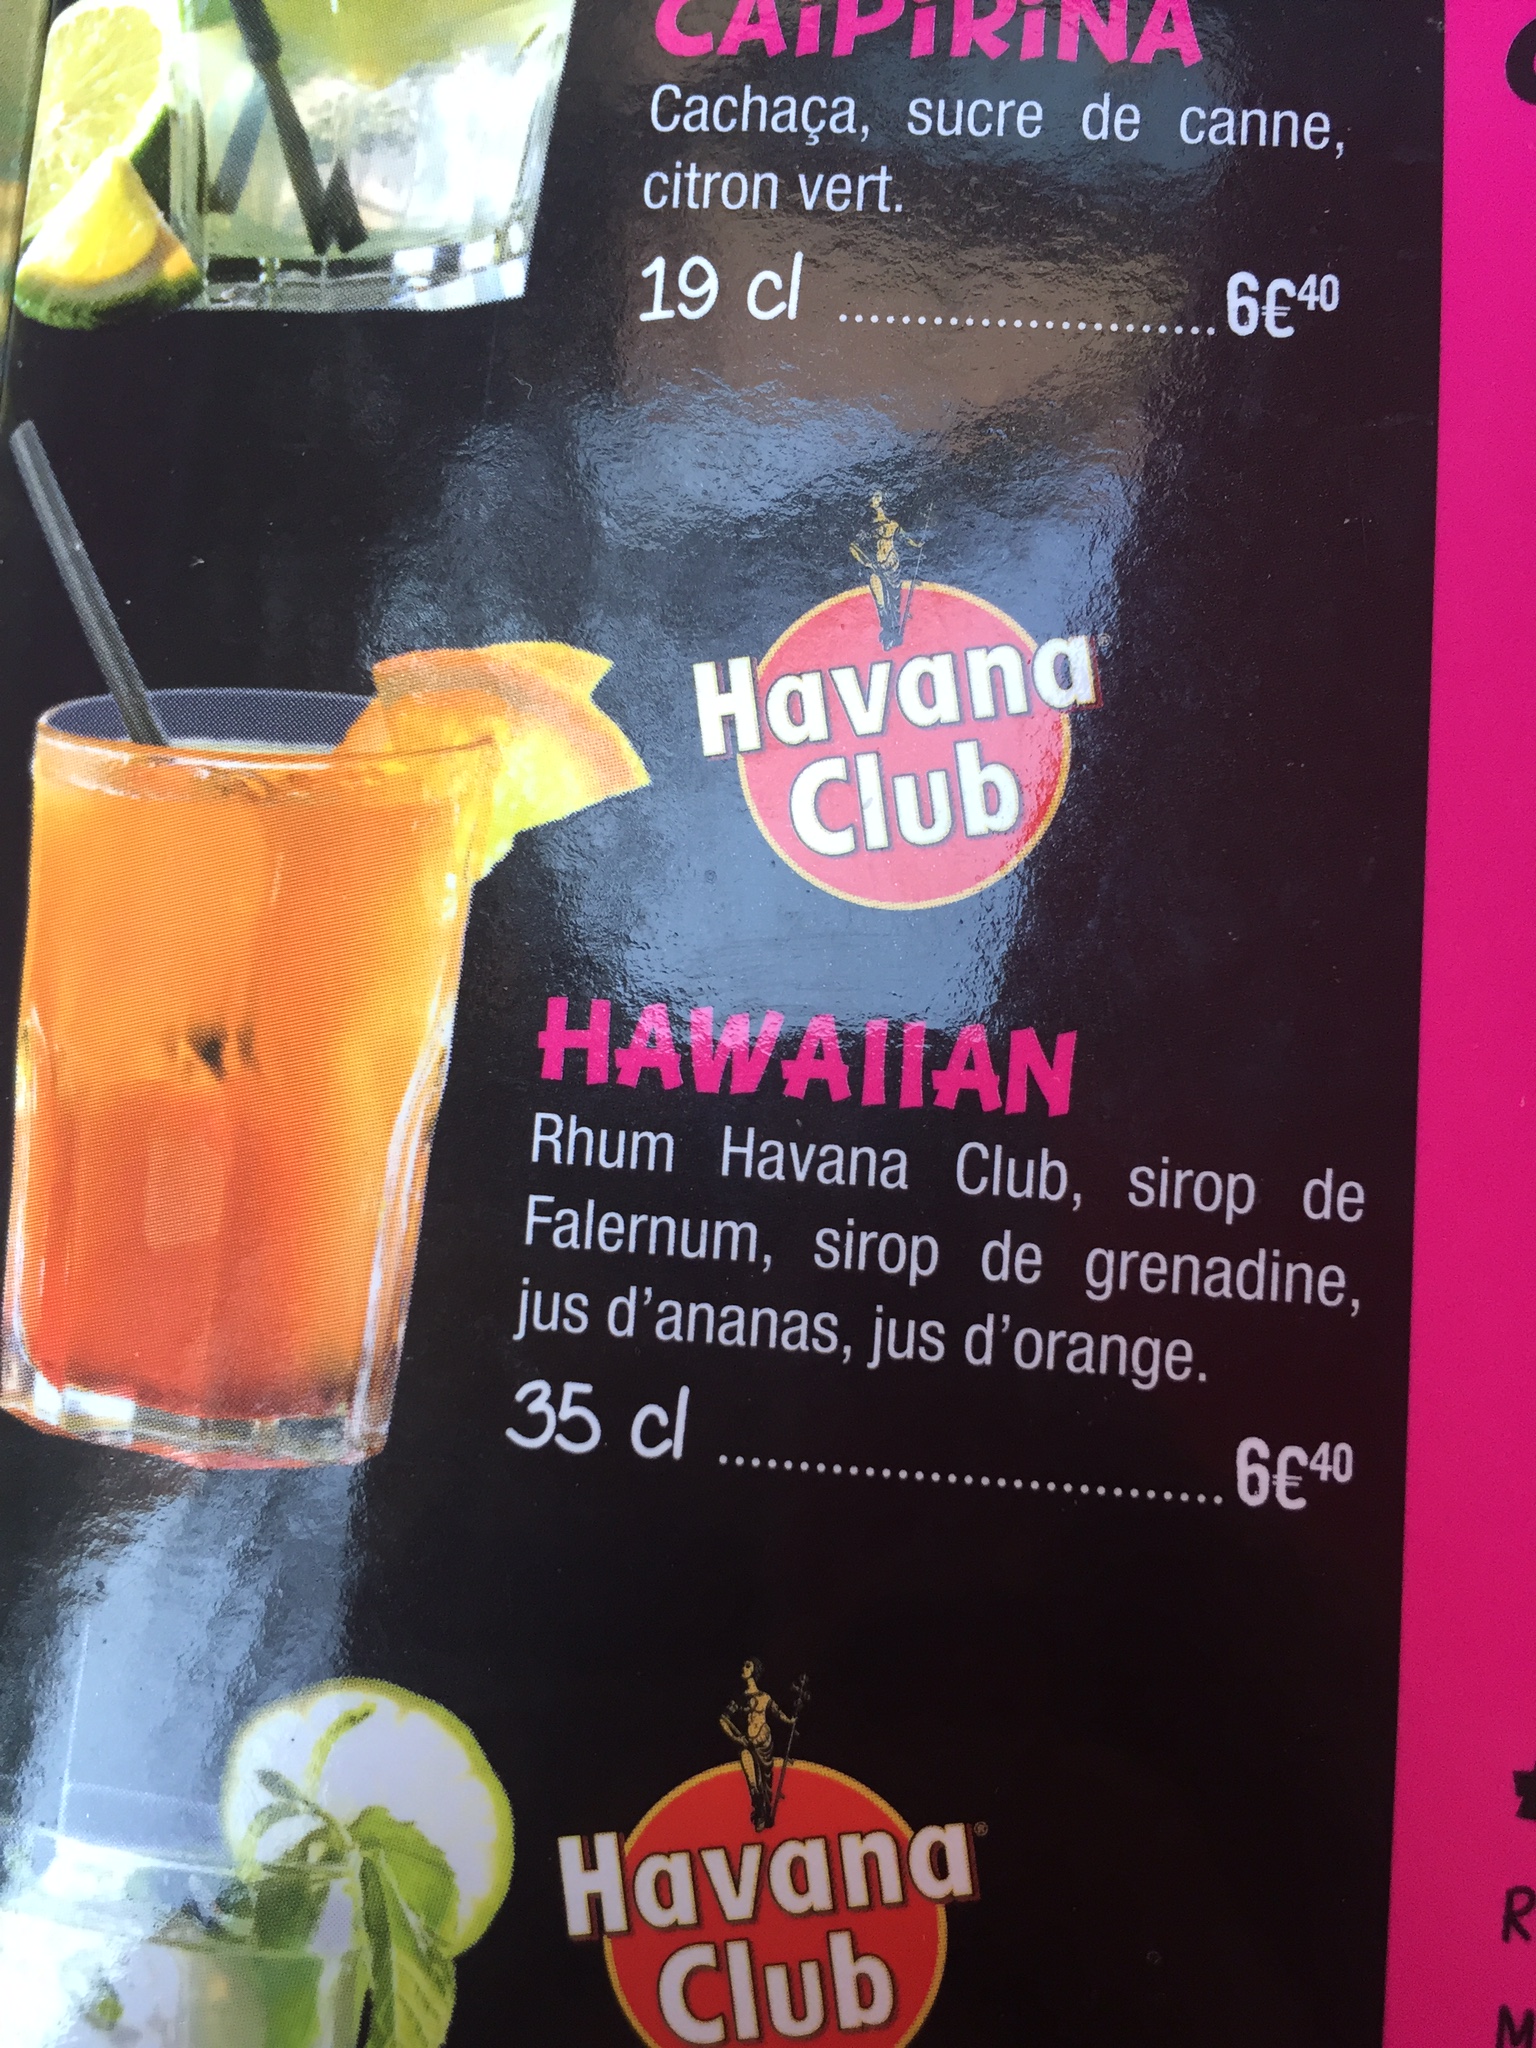 CAiPiRiNA
Cachaça, sucre de canne,
citron vert.
19 cl ........................ 6€40
Havana
Club
HAWAIIAN
Rhum Havana Club, sirop de
Falernum, sirop de grenadine,
jus d'ananas, jus d'orange.
35 cl ................................ 6€40
Havana®
Club